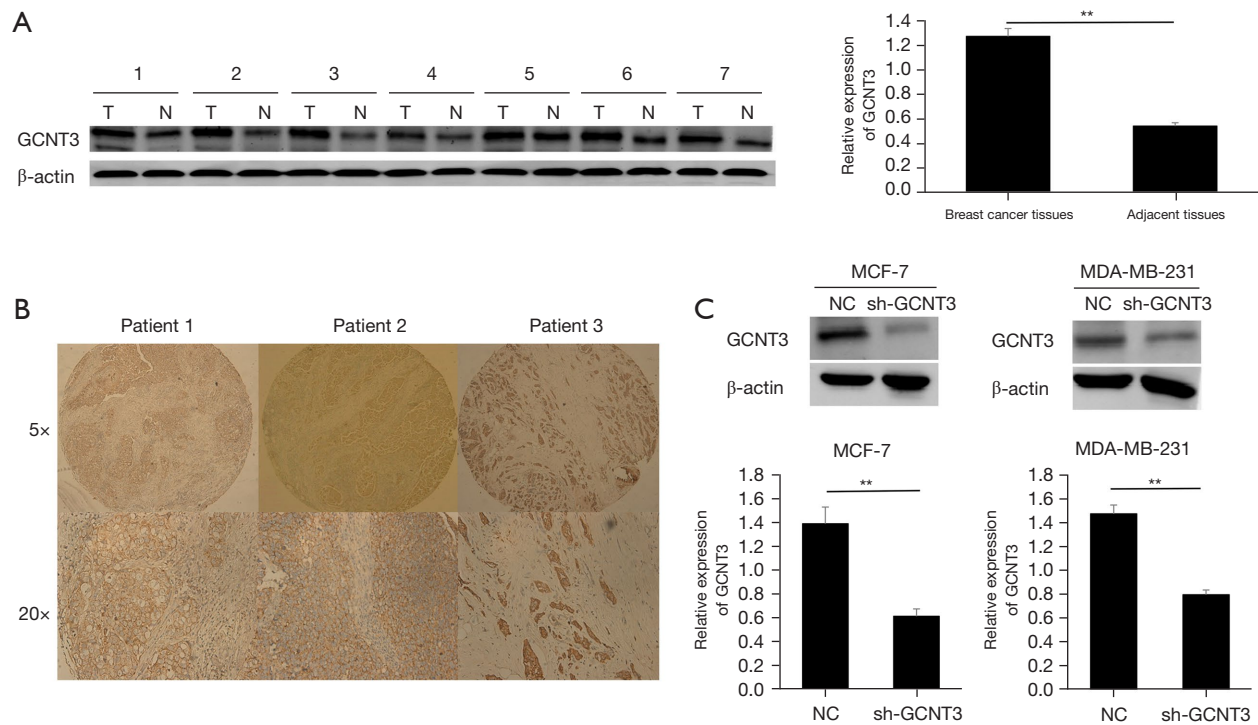 A
1 2 3 4 5 6 7
T N T N T N T N T N T N T N
GCNT3
β-actin
Relative expression
of GCNT3
1.4
1.2
1.0
0.8
0.6
0.4
0.2
0.0
**
Breast cancer tissues Adjacent tissues
B
Patient 1 Patient 2 Patient 3
5×
20×
C
MCF-7
NC sh-GCNT3
GCNT3
β-actin
MDA-MB-231
NC sh-GCNT3
GCNT3
β-actin
MCF-7
Relative expression
of GCNT3
1.8
1.6
1.4
1.2
1.0
0.8
0.6
0.4
0.2
0.0
**
NC sh-GCNT3
MDA-MB-231
Relative expression
of GCNT3
1.8
1.6
1.4
1.2
1.0
0.8
0.6
0.4
0.2
0.0
**
NC sh-GCNT3